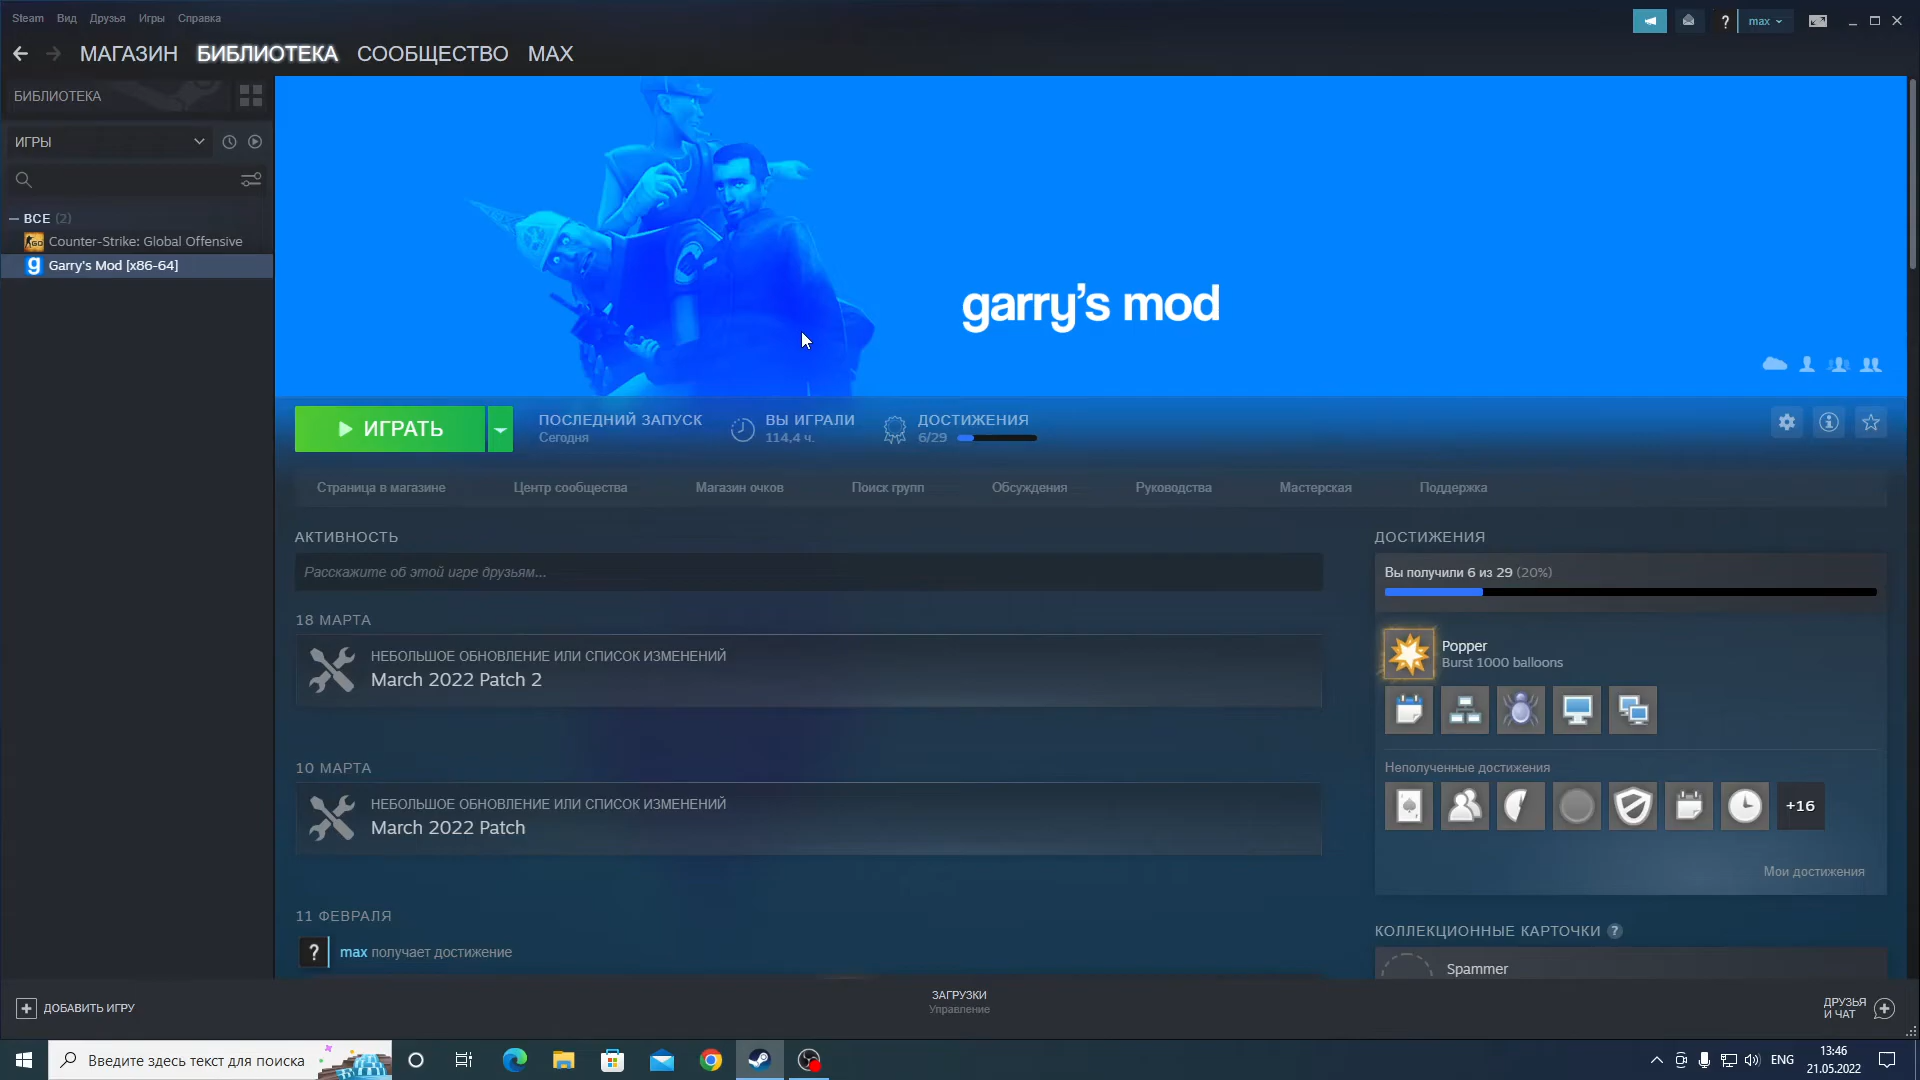 Steam Вид Друзья Игры Справка
? max
МАГАЗИН БИБЛИОТЕКА СООБЩЕСТВО MAX
БИБЛИОТЕКА
ИГРЫ
ВСЕ (2)
Counter-Strike: Global Offensive
g Garry's Mod [x86-64]
garry's mod
ИГРАТЬ
ПОСЛЕДНИЙ ЗАПУСК
Сегодня
ВЫ ИГРАЛИ
114,4 ч.
ДОСТИЖЕНИЯ
6/29
Страница в магазине Центр сообщества Магазин очков Поиск групп Обсуждения Руководства Мастерская Поддержка
АКТИВНОСТЬ
Расскажите об этой игре друзьям...
18 МАРТА
НЕБОЛЬШОЕ ОБНОВЛЕНИЕ ИЛИ СПИСОК ИЗМЕНЕНИЙ
March 2022 Patch 2
10 МАРТА
НЕБОЛЬШОЕ ОБНОВЛЕНИЕ ИЛИ СПИСОК ИЗМЕНЕНИЙ
March 2022 Patch
11 ФЕВРАЛЯ
? max получает достижение
ДОСТИЖЕНИЯ
Вы получили 6 из 29 (20%)
Popper
Burst 1000 balloons
Неполученные достижения
+16
Мои достижения
КОЛЛЕКЦИОННЫЕ КАРТОЧКИ ?
Spammer
ДОБАВИТЬ ИГРУ
ЗАГРУЗКИ
Управление
ДРУЗЬЯ
И ЧАТ
Введите здесь текст для поиска
ENG
13:46
21.05.2022